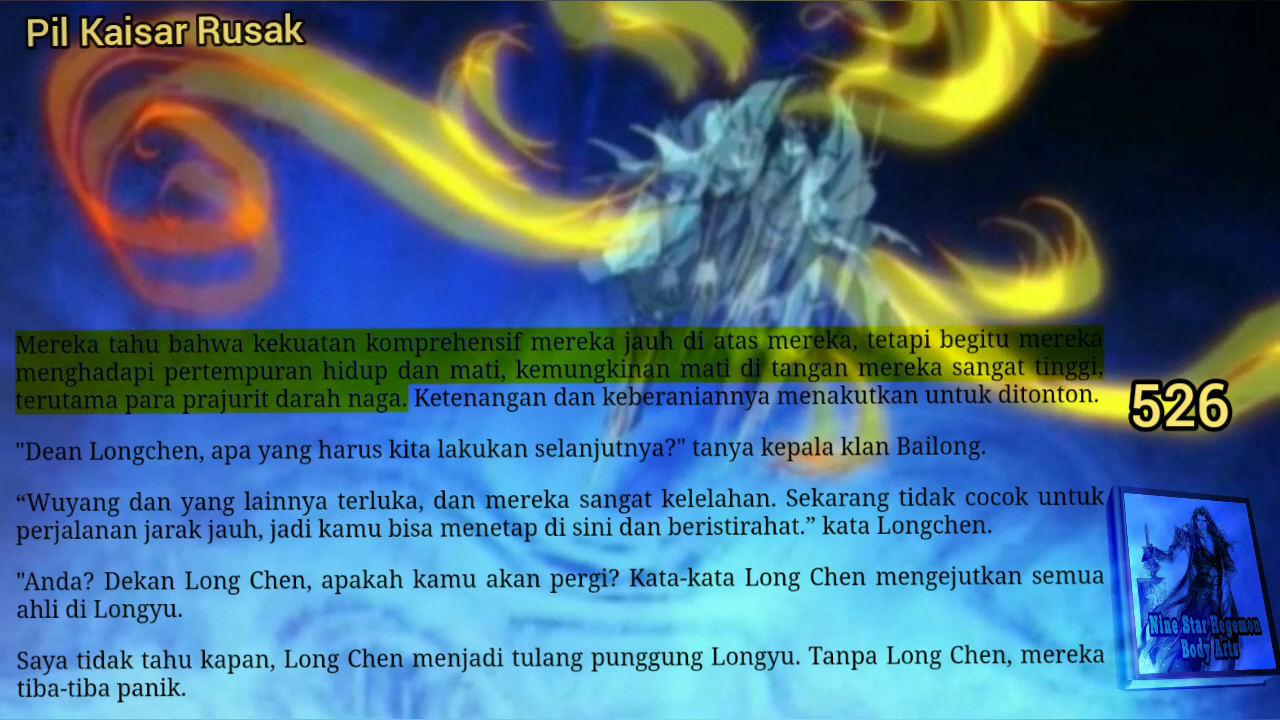 Pil Kaisar Rusak
Mereka tahu bahwa kekuatan komprehensif mereka jauh di atas mereka, tetapi begitu mereka
menghadapi pertempuran hidup dan mati, kemungkinan mati di tangan mereka sangat tinggi,
terutama para prajurit darah naga. Ketenangan dan keberaniannya menakutkan untuk ditonton.
"Dean Longchen, apa yang harus kita lakukan selanjutnya?" tanya kepala klan Bailong.
“Wuyang dan yang lainnya terluka, dan mereka sangat kelelahan. Sekarang tidak cocok untuk
perjalanan jarak jauh, jadi kamu bisa menetap di sini dan beristirahat.” kata Longchen.
"Anda? Dekan Long Chen, apakah kamu akan pergi? Kata-kata Long Chen mengejutkan semua
ahli di Longyu.
Saya tidak tahu kapan, Long Chen menjadi tulang punggung Longyu. Tanpa Long Chen, mereka
tiba-tiba panik.
526
Nine Star Hegemon
Body Arts